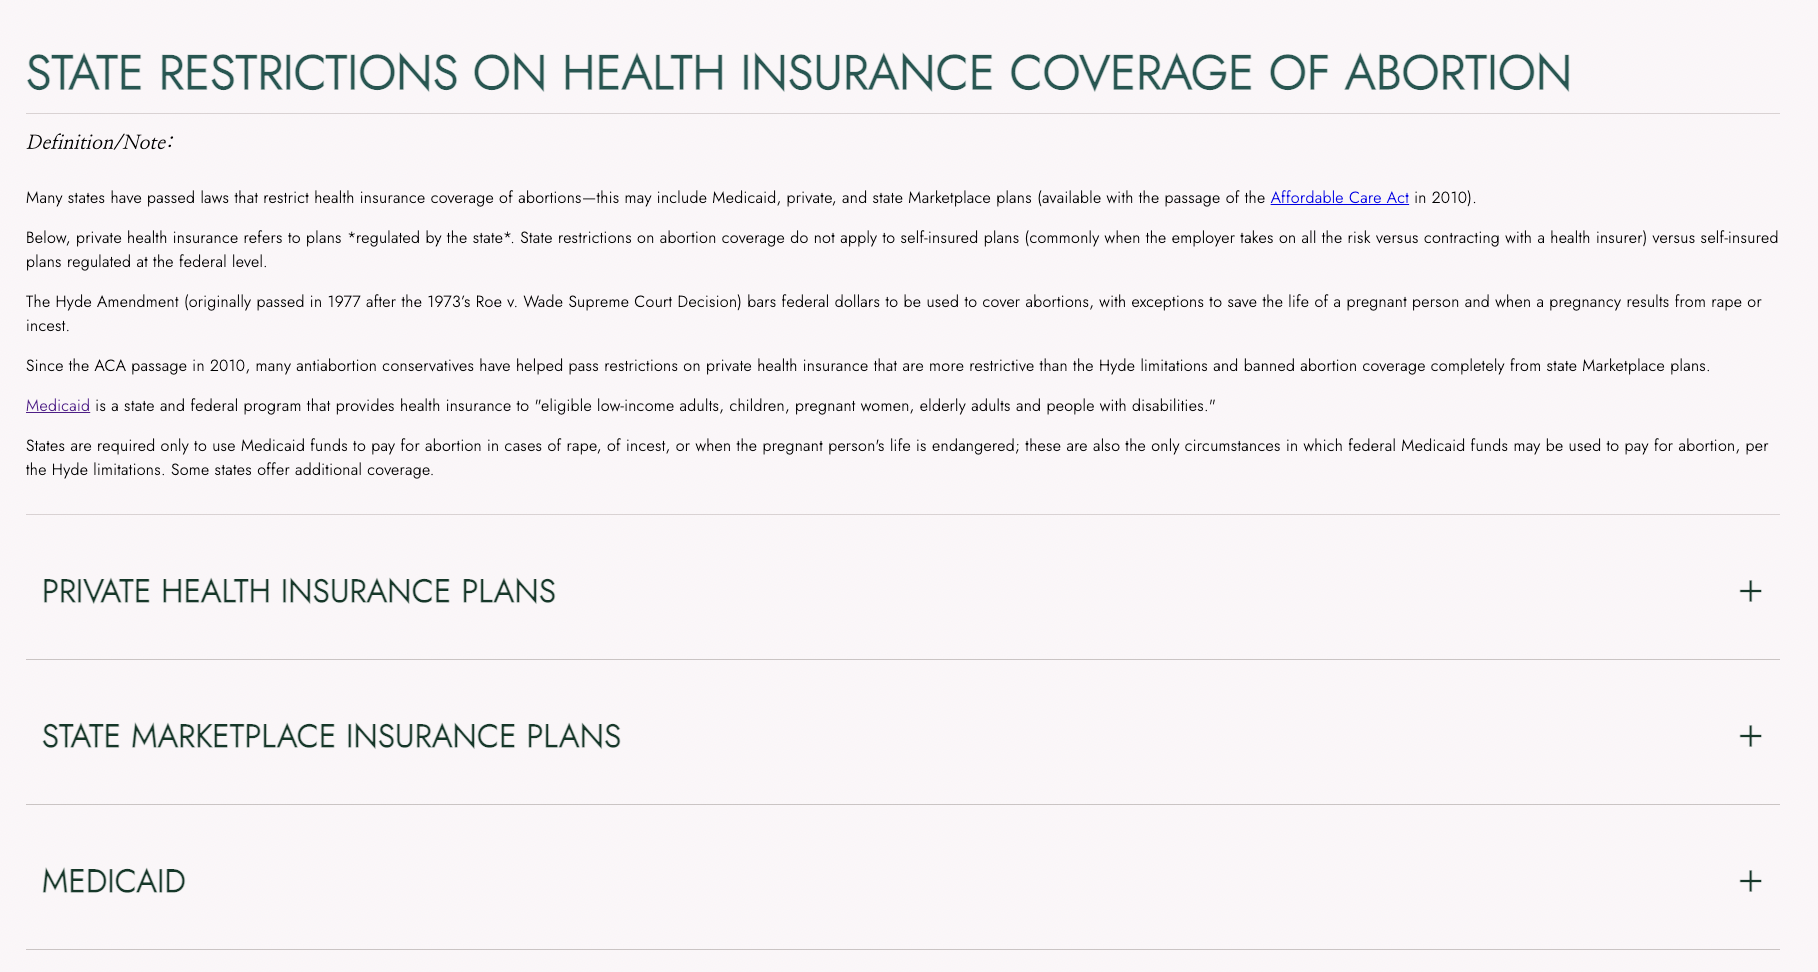 STATE RESTRICTIONS ON HEALTH INSURANCE COVERAGE OF ABORTION
Definition/Note:
Many states have passed laws that restrict health insurance coverage of abortions—this may include Medicaid, private, and state Marketplace plans (available with the passage of the Affordable Care Act in 2010).
Below, private health insurance refers to plans *regulated by the state*. State restrictions on abortion coverage do not apply to self-insured plans (commonly when the employer takes on all the risk versus contracting with a health insurer) versus self-insured
plans regulated at the federal level.
The Hyde Amendment (originally passed in 1977 after the 1973’s Roe v. Wade Supreme Court Decision) bars federal dollars to be used to cover abortions, with exceptions to save the life of a pregnant person and when a pregnancy results from rape or
incest.
Since the ACA passage in 2010, many antiabortion conservatives have helped pass restrictions on private health insurance that are more restrictive than the Hyde limitations and banned abortion coverage completely from state Marketplace plans.
Medicaid is a state and federal program that provides health insurance to "eligible low-income adults, children, pregnant women, elderly adults and people with disabilities."
States are required only to use Medicaid funds to pay for abortion in cases of rape, of incest, or when the pregnant person's life is endangered; these are also the only circumstances in which federal Medicaid funds may be used to pay for abortion, per
the Hyde limitations. Some states offer additional coverage.
PRIVATE HEALTH INSURANCE PLANS
STATE MARKETPLACE INSURANCE PLANS
MEDICAID